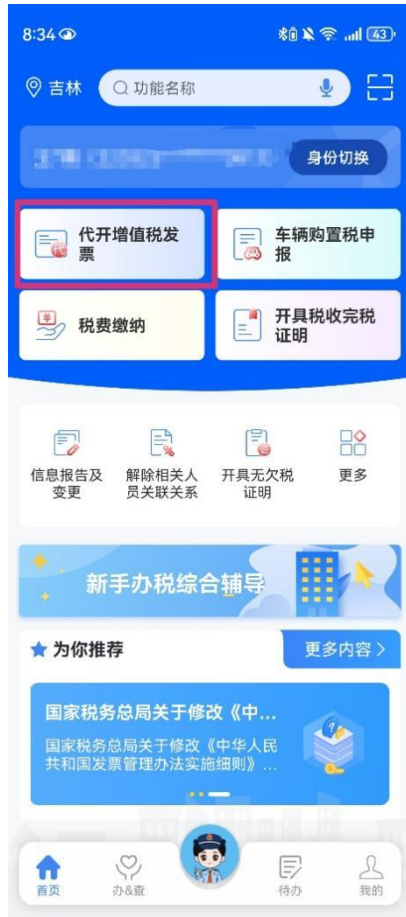 8:34
43
吉林
功能名称
身份切换
代开增值税发
票
车辆购置税申
报
税费缴纳
开具税收完税
证明
信息报告及
变更
解除相关人
员关联关系
开具无欠税
证明
更多
新手办税综合辅导
为你推荐
更多内容
国家税务总局关于修改《中...
国家税务总局关于修改《中华人民
共和国发票管理办法实施细则》...
首页
办&查
待办
我的